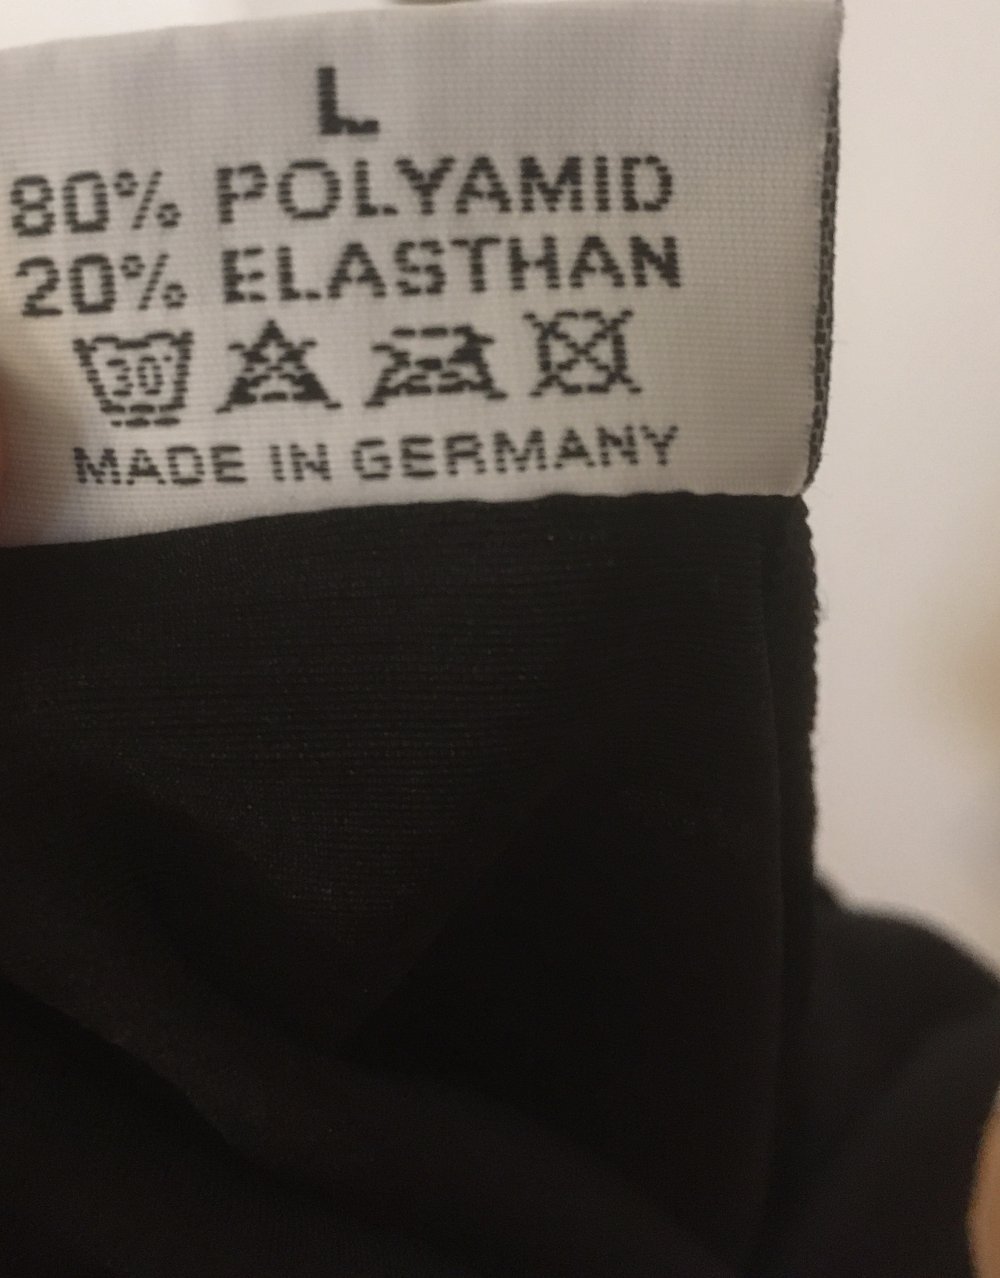 L
80% POLYAMID
20% ELASTHAN
30°
MADE IN GERMANY